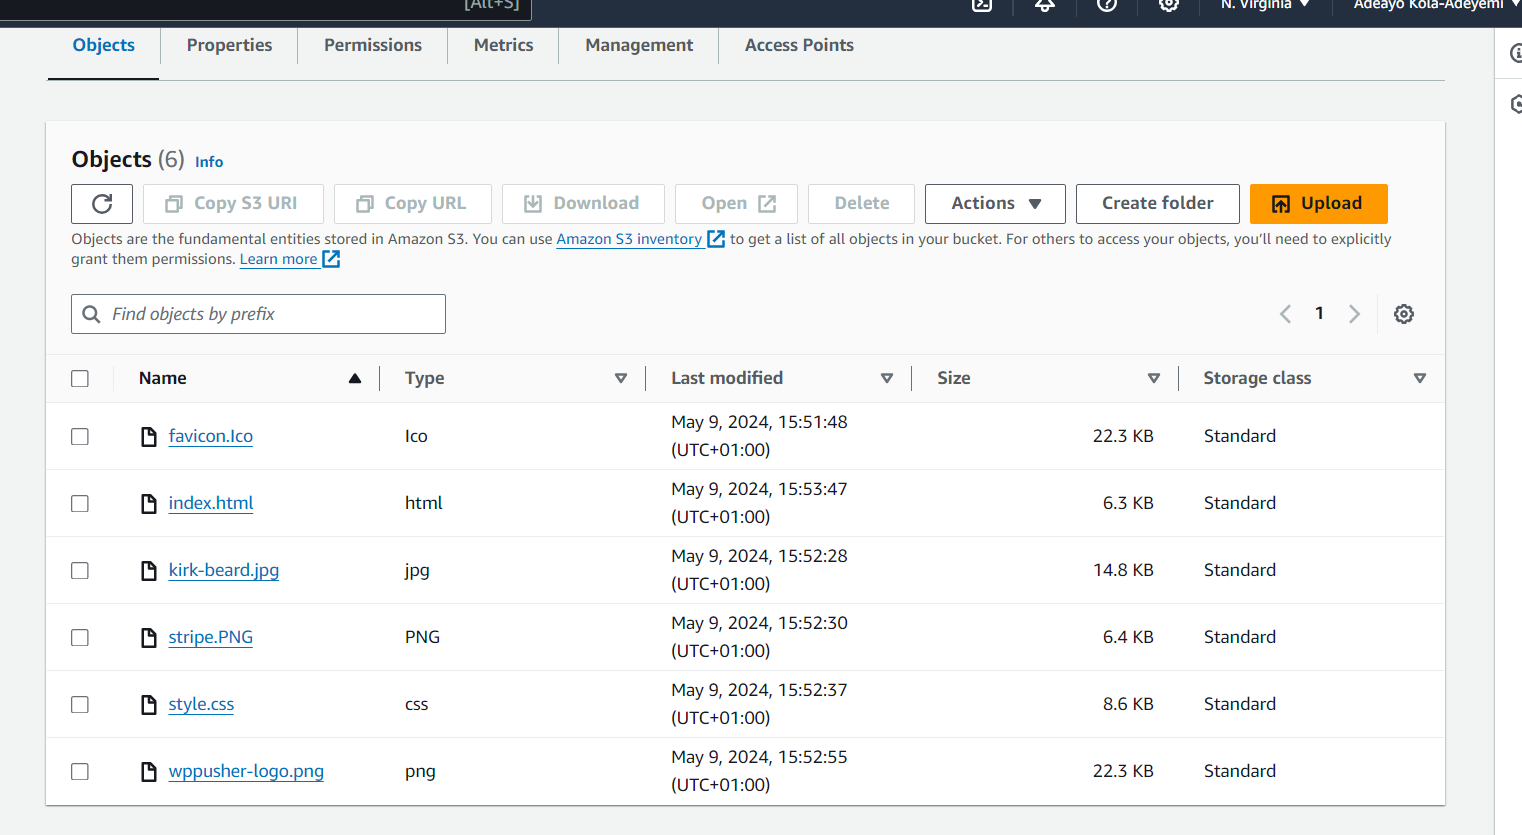 [Alt+S]
N. Virginia
Adeayo Kola-Adeyemi
Objects
Properties
Permissions
Metrics
Management
Access Points
Objects (6) Info
Copy S3 URI
Copy URL
Download
Open
Delete
Actions
Create folder
Upload
Objects are the fundamental entities stored in Amazon S3. You can use Amazon S3 inventory to get a list of all objects in your bucket. For others to access your objects, you’ll need to explicitly
grant them permissions. Learn more
Find objects by prefix
1
Name
Type
Last modified
Size
Storage class
favicon.Ico
Ico
May 9, 2024, 15:51:48
(UTC+01:00)
22.3 KB
Standard
index.html
html
May 9, 2024, 15:53:47
(UTC+01:00)
6.3 KB
Standard
kirk-beard.jpg
jpg
May 9, 2024, 15:52:28
(UTC+01:00)
14.8 KB
Standard
stripe.PNG
PNG
May 9, 2024, 15:52:30
(UTC+01:00)
6.4 KB
Standard
style.css
css
May 9, 2024, 15:52:37
(UTC+01:00)
8.6 KB
Standard
wppusher-logo.png
png
May 9, 2024, 15:52:55
(UTC+01:00)
22.3 KB
Standard